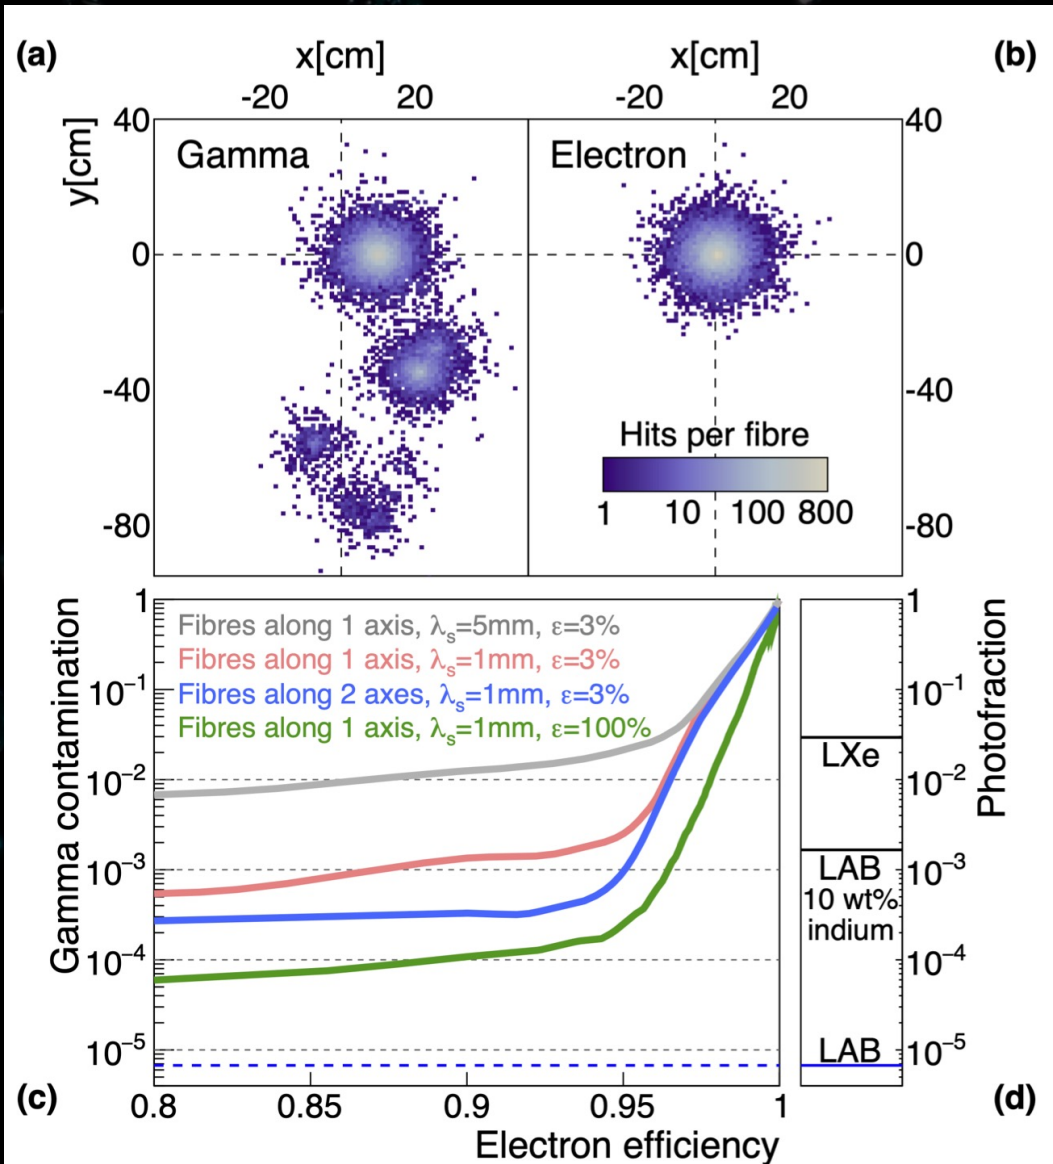 (a)
x[cm]
x[cm]
(b)
-20
20
-20
20
40
40
y[cm]
Gamma
Electron
0
0
-40
-40
Hits per fibre
1
10
100
800
-80
-80
Gamma contamination
1
10⁻¹
10⁻²
10⁻³
10⁻⁴
10⁻⁵
Fibres along 1 axis, λₛ=5mm, ε=3%
Fibres along 1 axis, λₛ=1mm, ε=3%
Fibres along 2 axes, λₛ=1mm, ε=3%
Fibres along 1 axis, λₛ=1mm, ε=100%
1
10⁻¹
10⁻²
10⁻³
10⁻⁴
10⁻⁵
Photofraction
LXe
LAB
10 wt%
indium
LAB
(c)
0.8
0.85
0.9
0.95
1
(d)
Electron efficiency